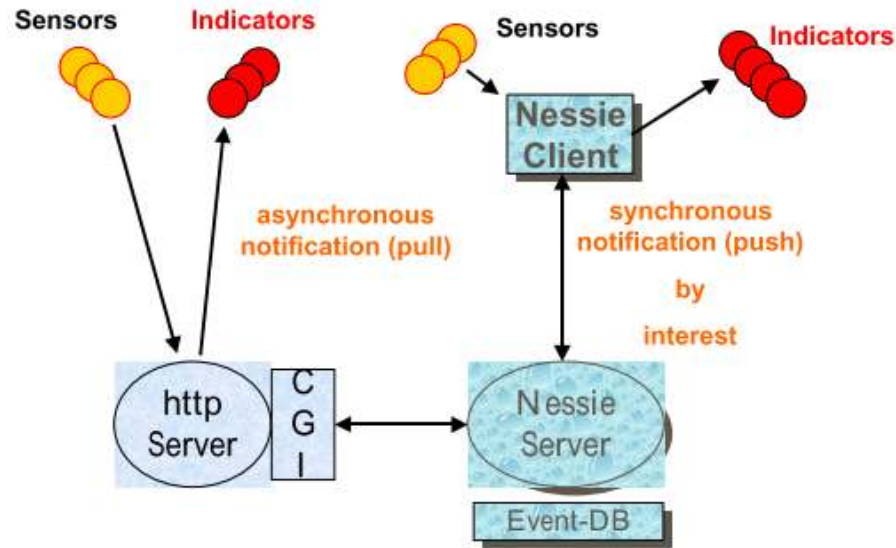 Sensors
Indicators
Sensors
Indicators
Nessie
Client
asynchronous
notification (pull)
synchronous
notification (push)
by
interest
http
Server
C
G
I
Nessie
Server
Event-DB